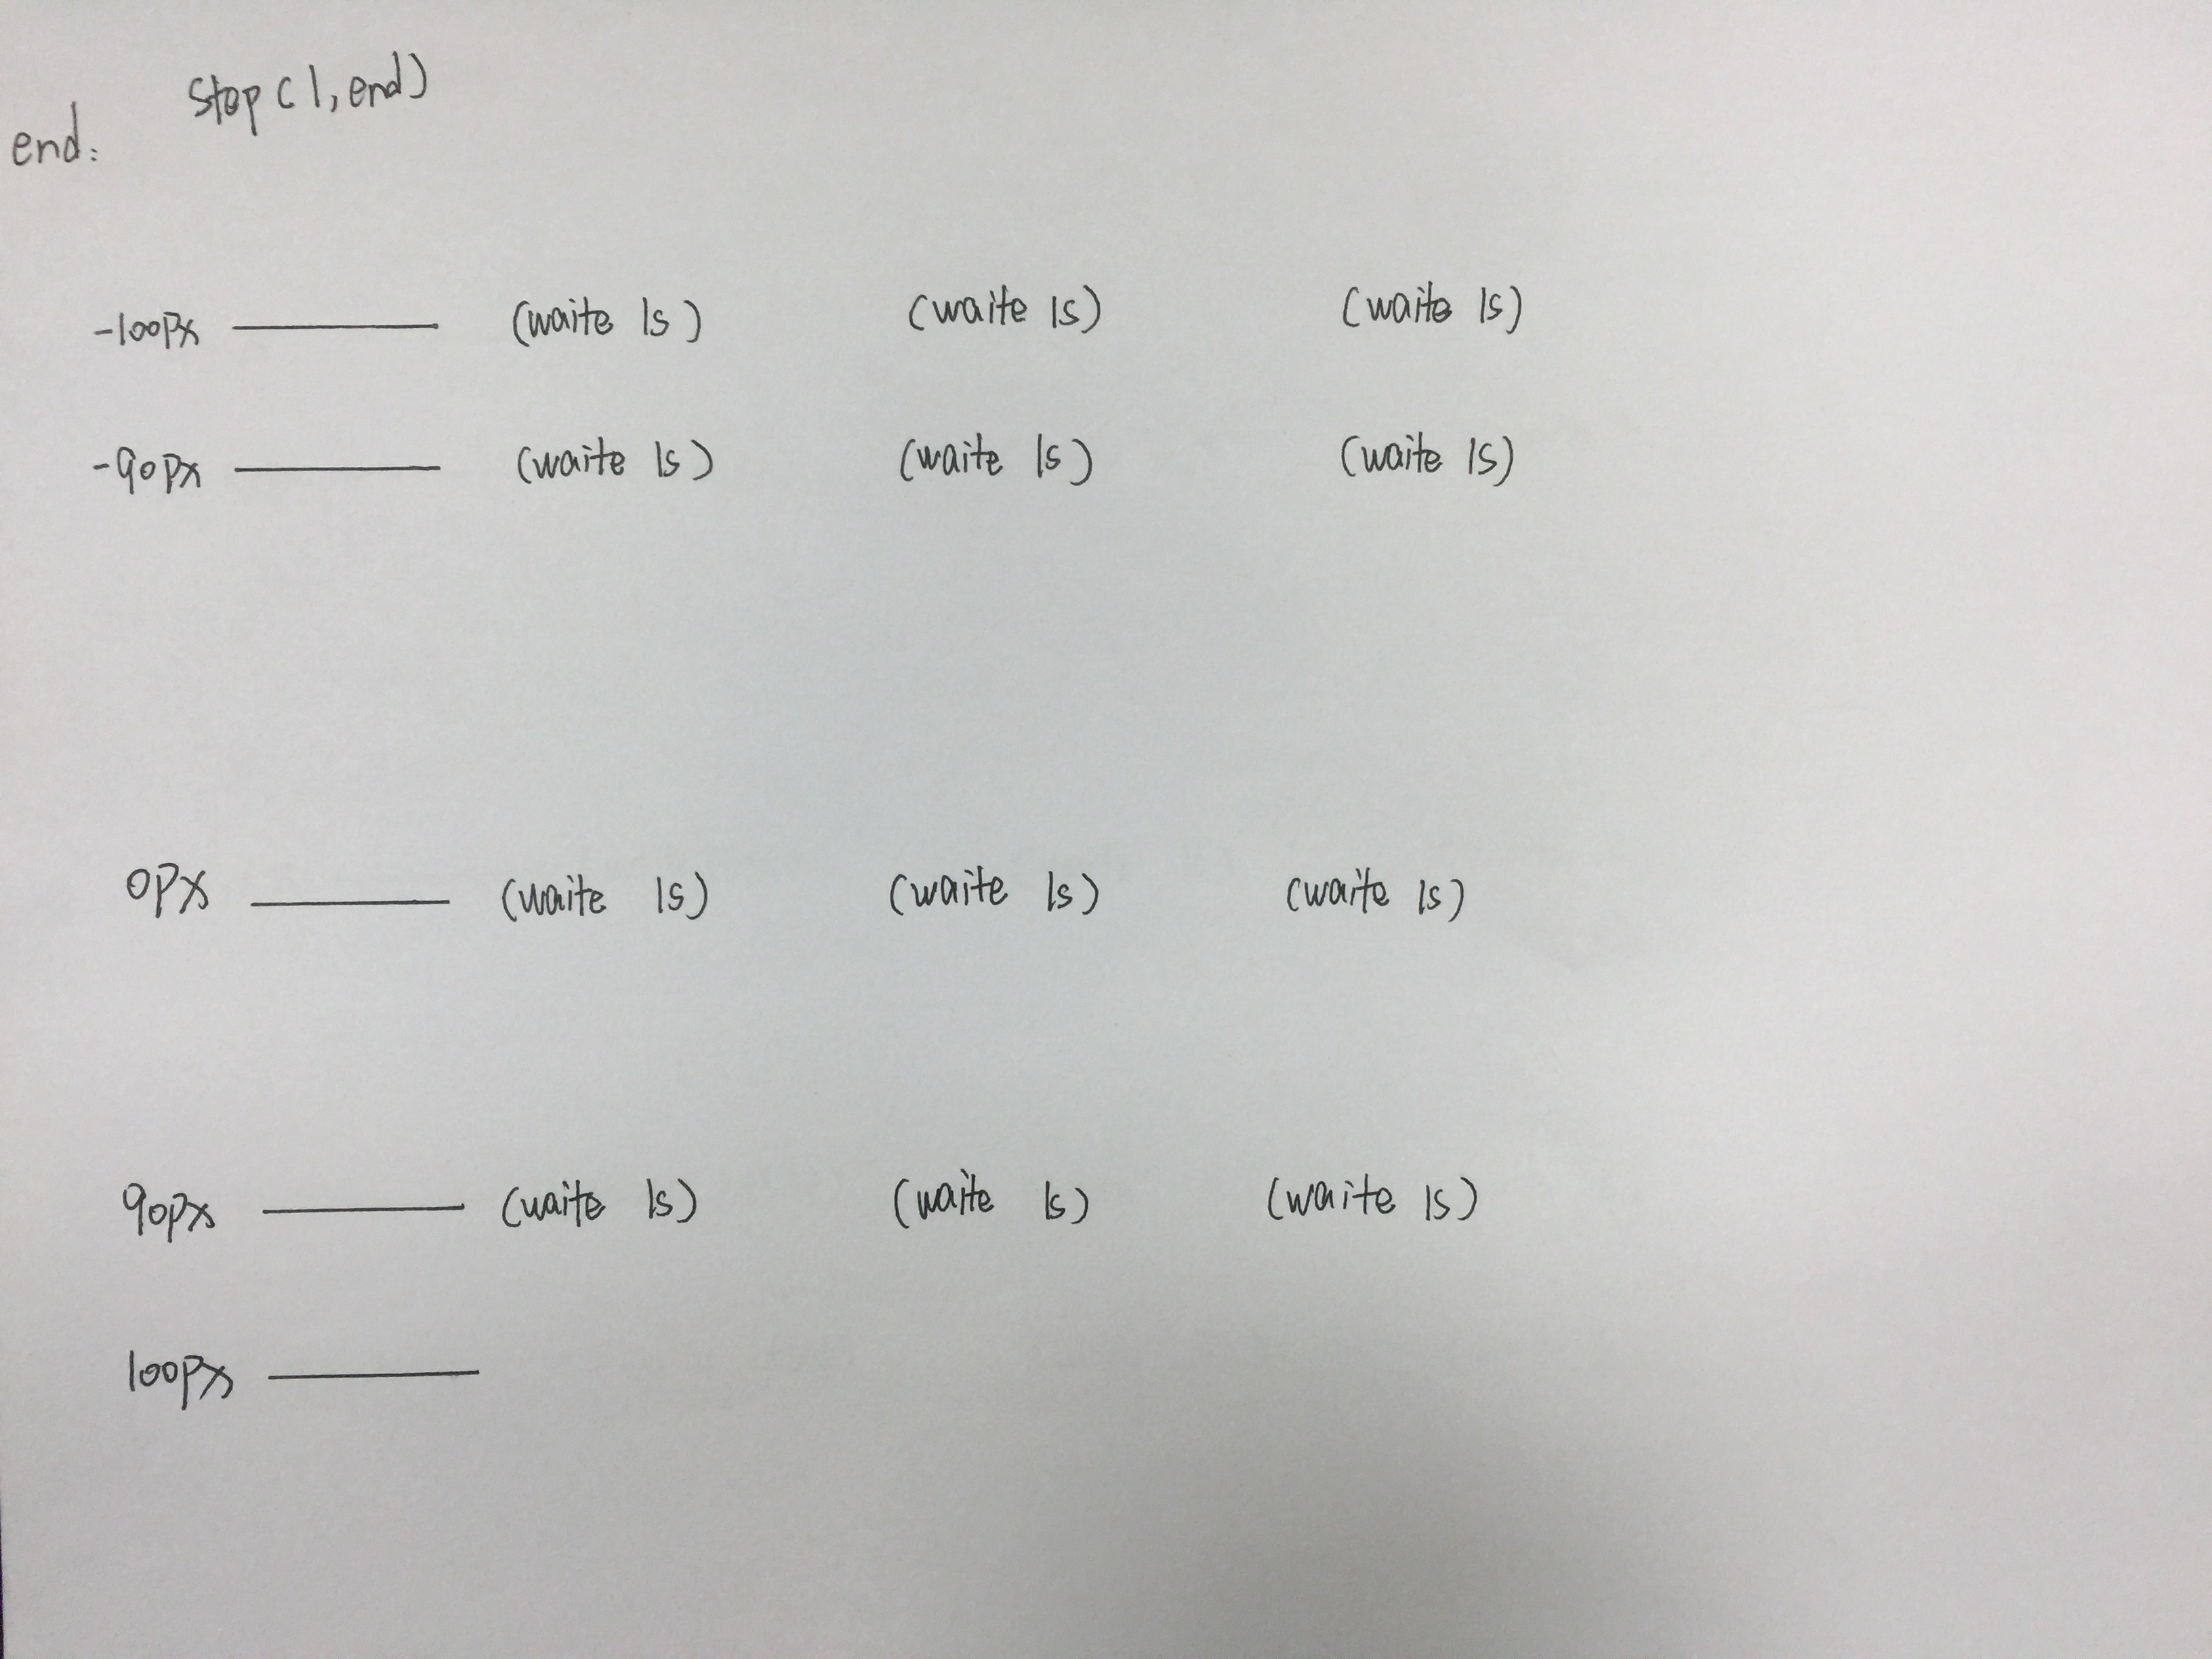 stop(1,end)
end:
-100px (waite 1s) (waite 1s) (waite 1s)
-90px (waite 1s) (waite 1s) (waite 1s)
0px (waite 1s) (waite 1s) (waite 1s)
90px (waite 1s) (waite 1s) (waite 1s)
100px